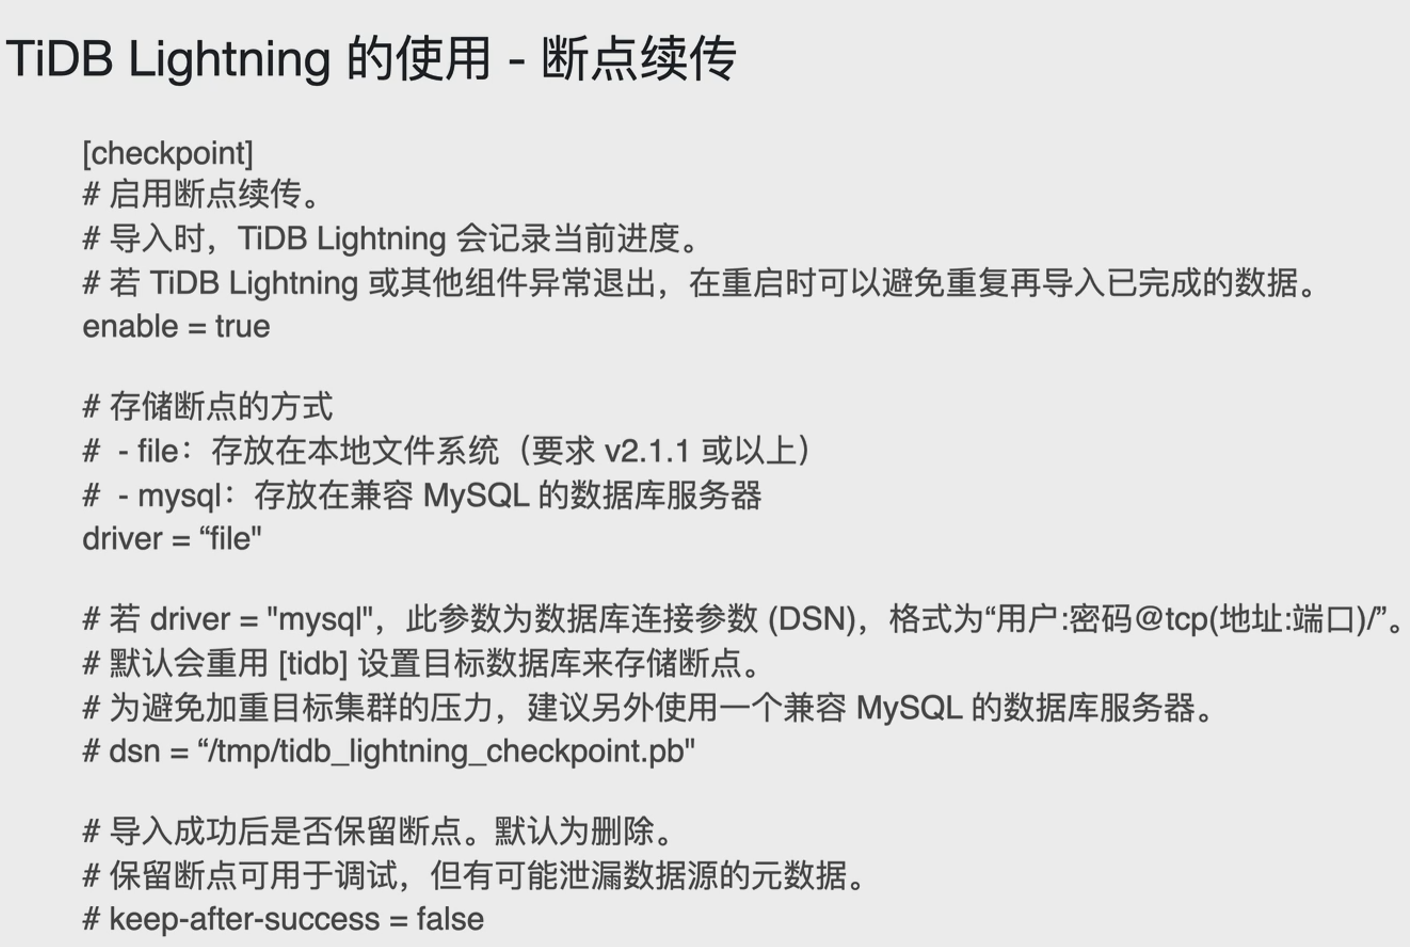 TiDB Lightning 的使用 - 断点续传
[checkpoint]
# 启用断点续传。
# 导入时，TiDB Lightning 会记录当前进度。
# 若 TiDB Lightning 或其他组件异常退出，在重启时可以避免重复再导入已完成的数据。
enable = true
# 存储断点的方式
#  - file：存放在本地文件系统（要求 v2.1.1 或以上）
#  - mysql：存放在兼容 MySQL 的数据库服务器
driver = “file"
# 若 driver = "mysql"，此参数为数据库连接参数 (DSN)，格式为“用户:密码@tcp(地址:端口)/”。
# 默认会重用 [tidb] 设置目标数据库来存储断点。
# 为避免加重目标集群的压力，建议另外使用一个兼容 MySQL 的数据库服务器。
# dsn = “/tmp/tidb_lightning_checkpoint.pb"
# 导入成功后是否保留断点。默认为删除。
# 保留断点可用于调试，但有可能泄漏数据源的元数据。
# keep-after-success = false